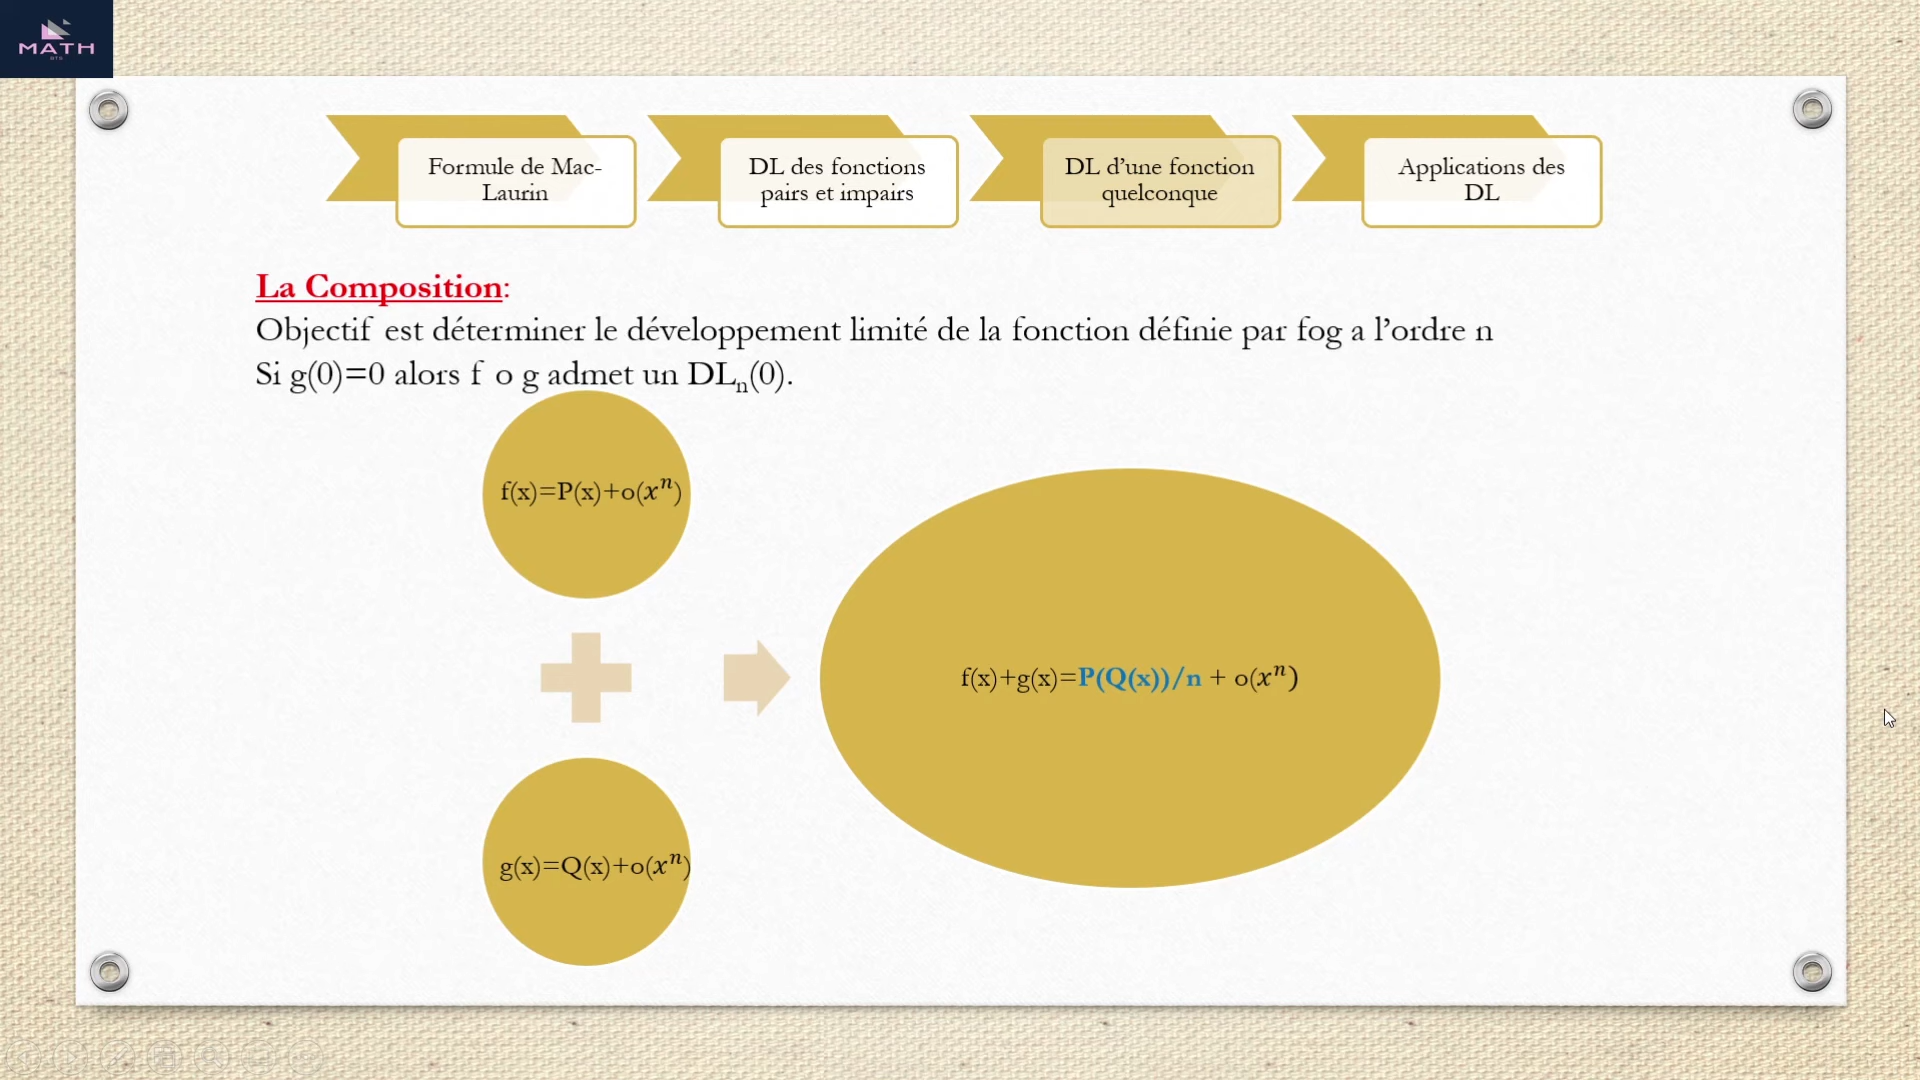 MATH
Formule de Mac-
Laurin
DL des fonctions
pairs et impairs
DL d’une fonction
quelconque
Applications des
DL
La Composition:
Objectif est déterminer le développement limité de la fonction définie par fog a l’ordre n
Si g(0)=0 alors f o g admet un DLₙ(0).
f(x)=P(x)+o(xⁿ)
f(x)+g(x)=P(Q(x))/n + o(xⁿ)
g(x)=Q(x)+o(xⁿ)